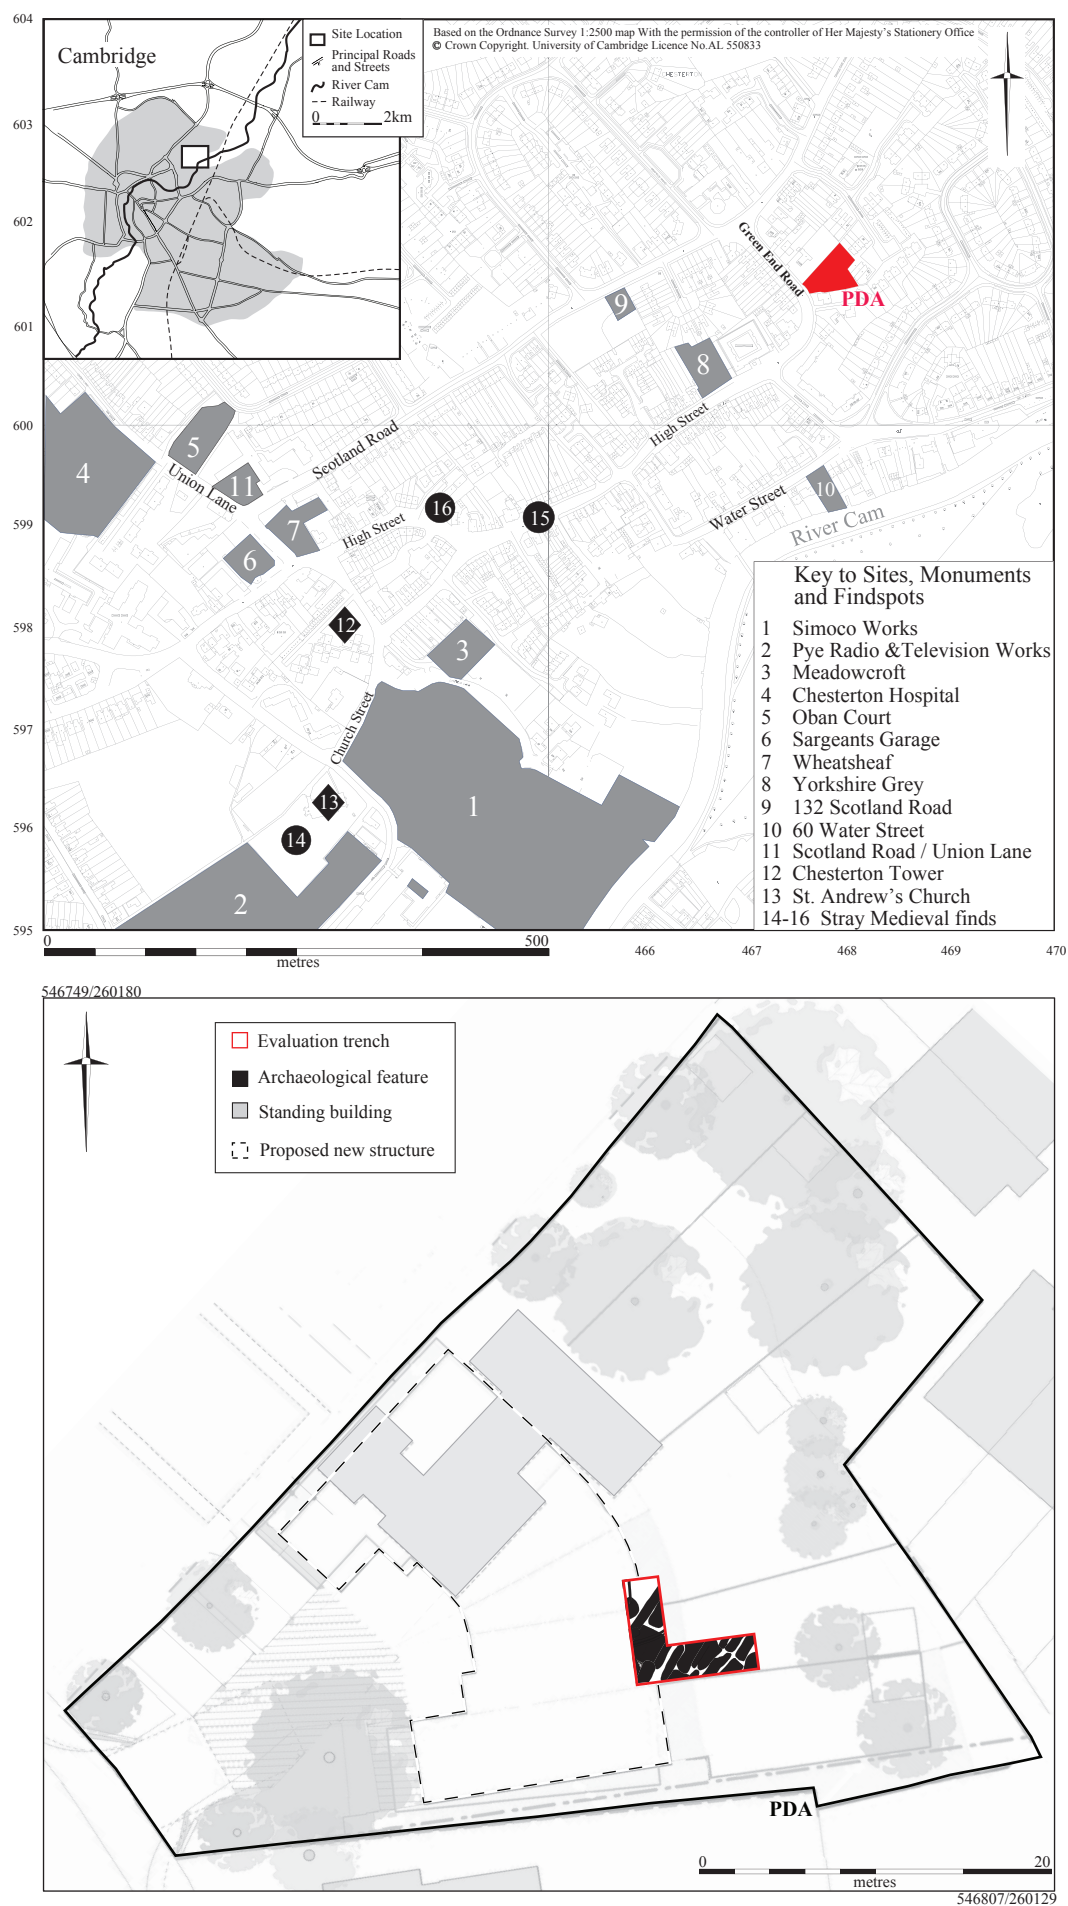 604
603
602
601
600
599
598
597
596
595
Cambridge
Site Location
Principal Roads
and Streets
River Cam
Railway
0 2km
Based on the Ordnance Survey 1:2500 map With the permission of the controller of Her Majesty's Stationery Office
© Crown Copyright. University of Cambridge Licence No.AL 550833
Green End Road
PDA
9
8
High Street
4
5
Union Lane
11
Scotland Road
7
6
High Street
16
15
Water Street
10
River Cam
12
3
Church Street
13
14
1
2
Key to Sites, Monuments
and Findspots
1 Simoco Works
2 Pye Radio &Television Works
3 Meadowcroft
4 Chesterton Hospital
5 Oban Court
6 Sargeants Garage
7 Wheatsheaf
8 Yorkshire Grey
9 132 Scotland Road
10 60 Water Street
11 Scotland Road / Union Lane
12 Chesterton Tower
13 St. Andrew's Church
14-16 Stray Medieval finds
0 500
metres
466 467 468 469 470
546749/260180
Evaluation trench
Archaeological feature
Standing building
Proposed new structure
PDA
0 20
metres
546807/260129